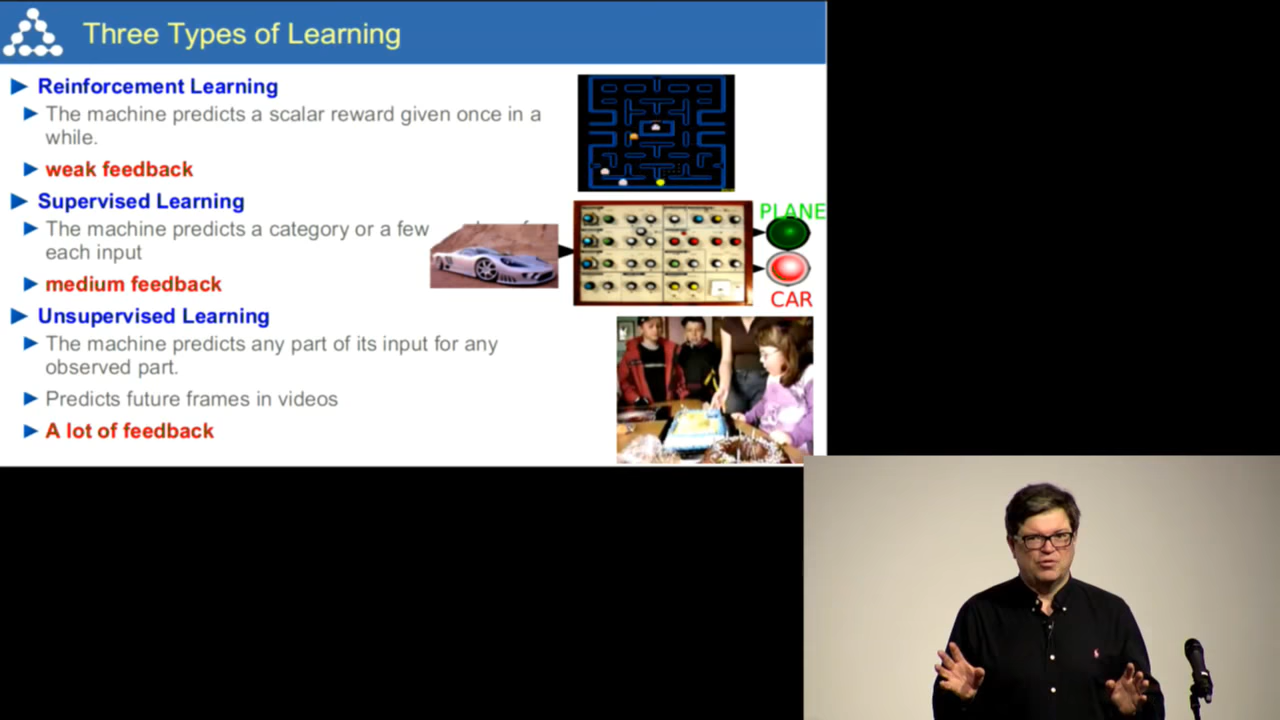 Three Types of Learning
Reinforcement Learning
The machine predicts a scalar reward given once in a
while.
weak feedback
Supervised Learning
The machine predicts a category or a few
each input
medium feedback
Unsupervised Learning
The machine predicts any part of its input for any
observed part.
Predicts future frames in videos
A lot of feedback
PLANE
CAR